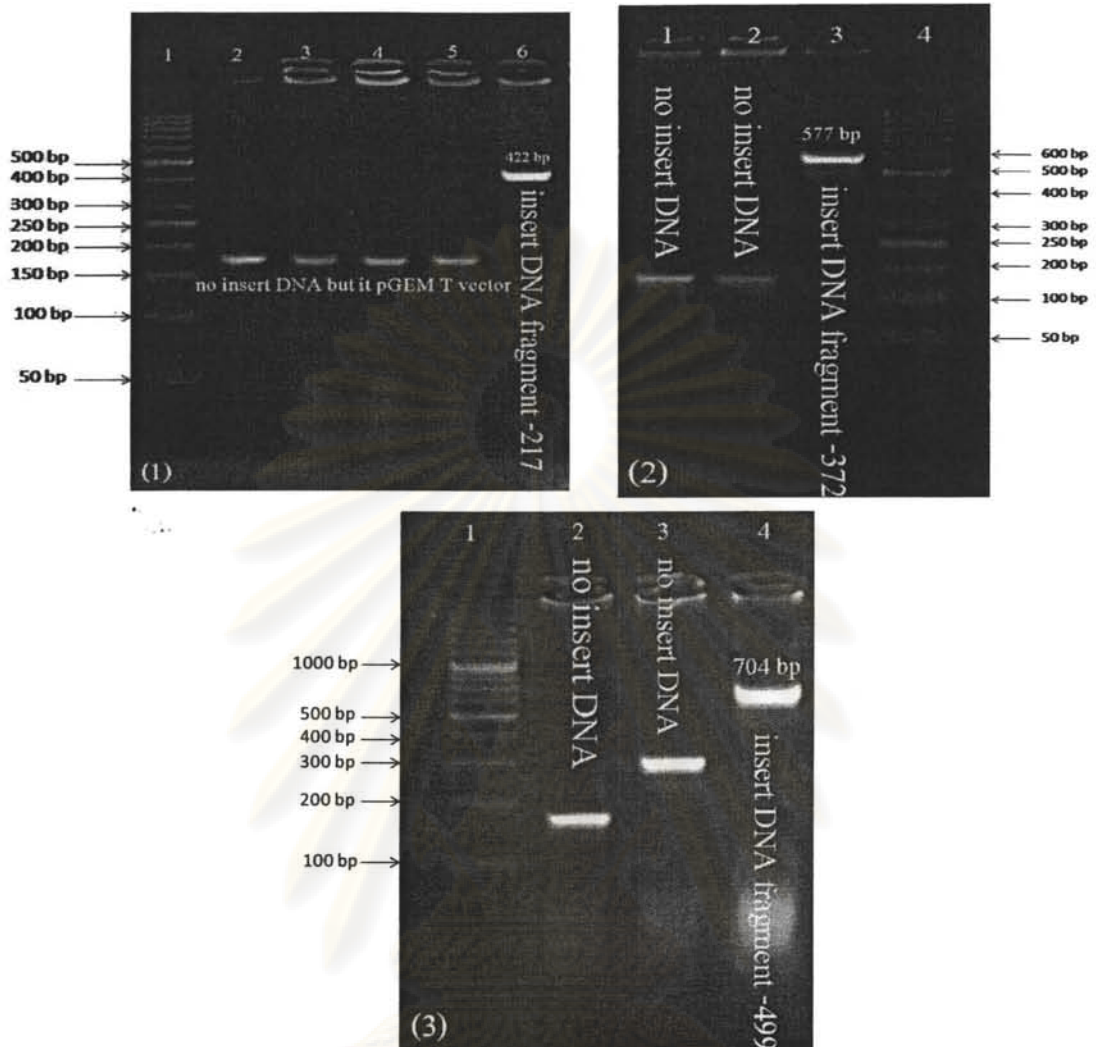 1 2 3 4 5 6
500 bp
400 bp
300 bp
250 bp
200 bp
150 bp
100 bp
50 bp
422 bp
no insert DNA but it pGEM T vector
insert DNA fragment -217
(1)
1 2 3 4
no insert DNA
no insert DNA
577 bp
insert DNA fragment -372
600 bp
500 bp
400 bp
300 bp
250 bp
200 bp
100 bp
50 bp
(2)
1 2 3 4
1000 bp
500 bp
400 bp
300 bp
200 bp
100 bp
no insert DNA
no insert DNA
704 bp
insert DNA fragment -499
(3)